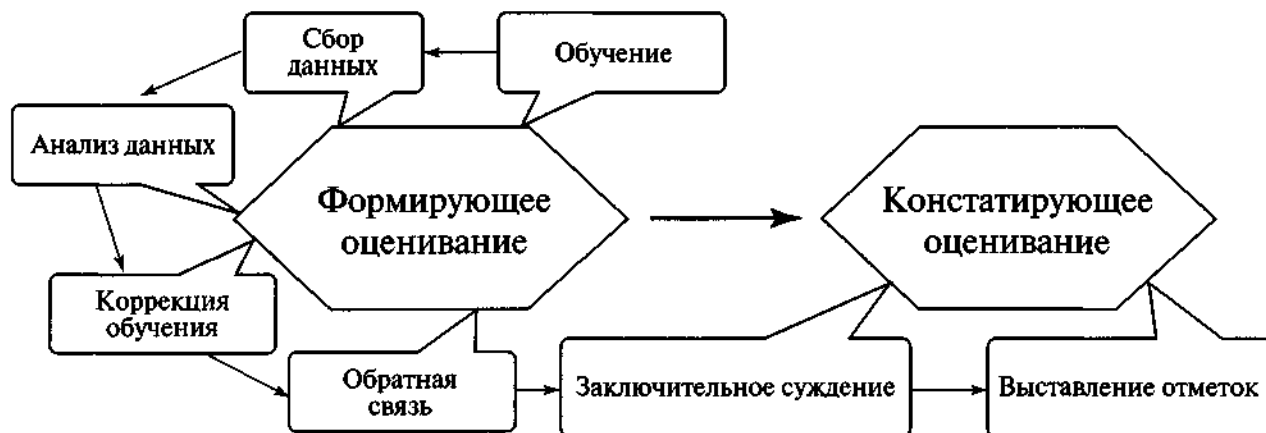 Сбор
данных
Обучение
Анализ данных
Формирующее
оценивание
Констатирующее
оценивание
Коррекция
обучения
Обратная
связь
Заключительное суждение
Выставление отметок